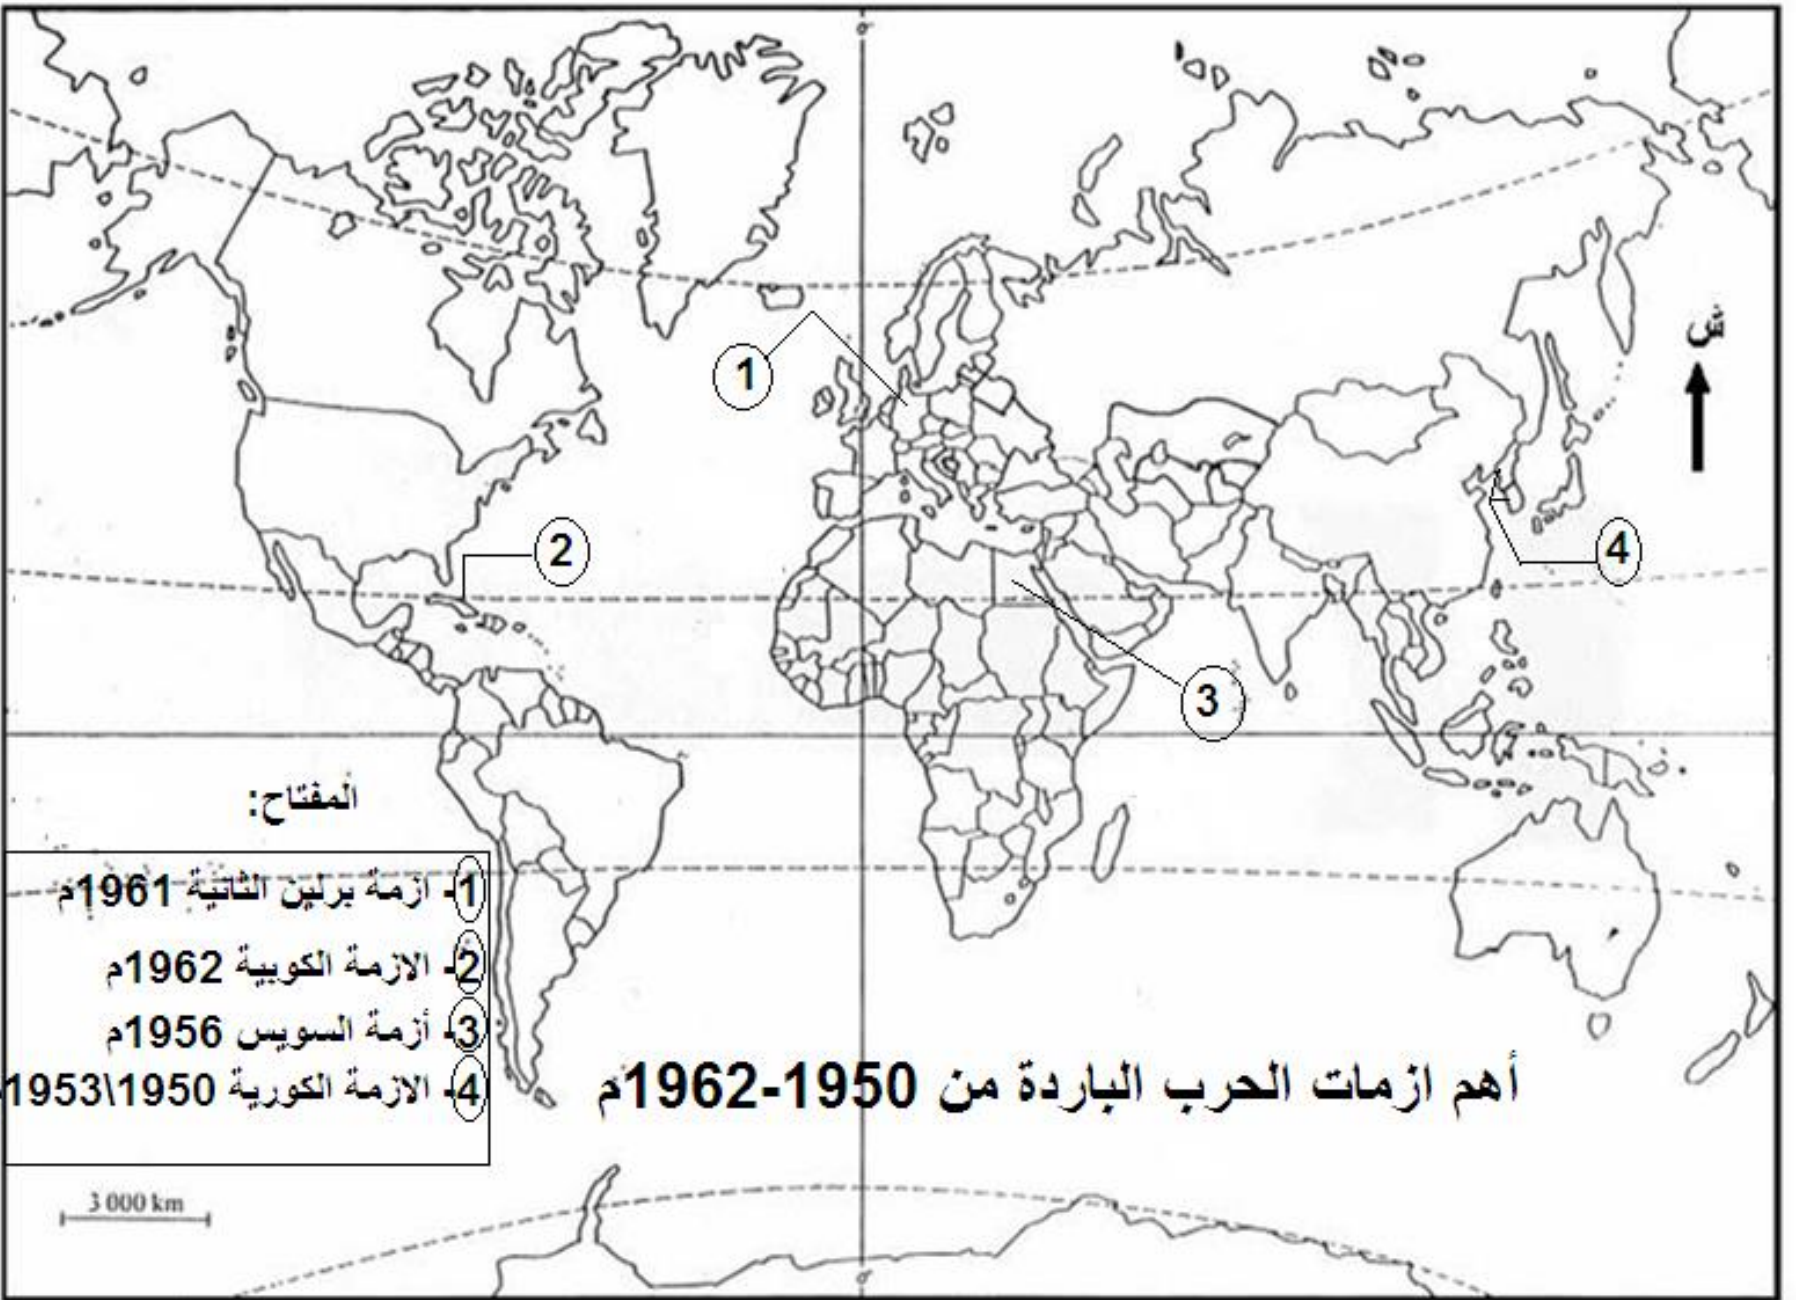 1
2
4
3
المفتاح:
1- ازمة برلين الثانية 1961م
2- الازمة الكوبية 1962م
3- أزمة السويس 1956م
4- الازمة الكورية 1950\1953
أهم ازمات الحرب الباردة من 1950-1962م
3 000 km